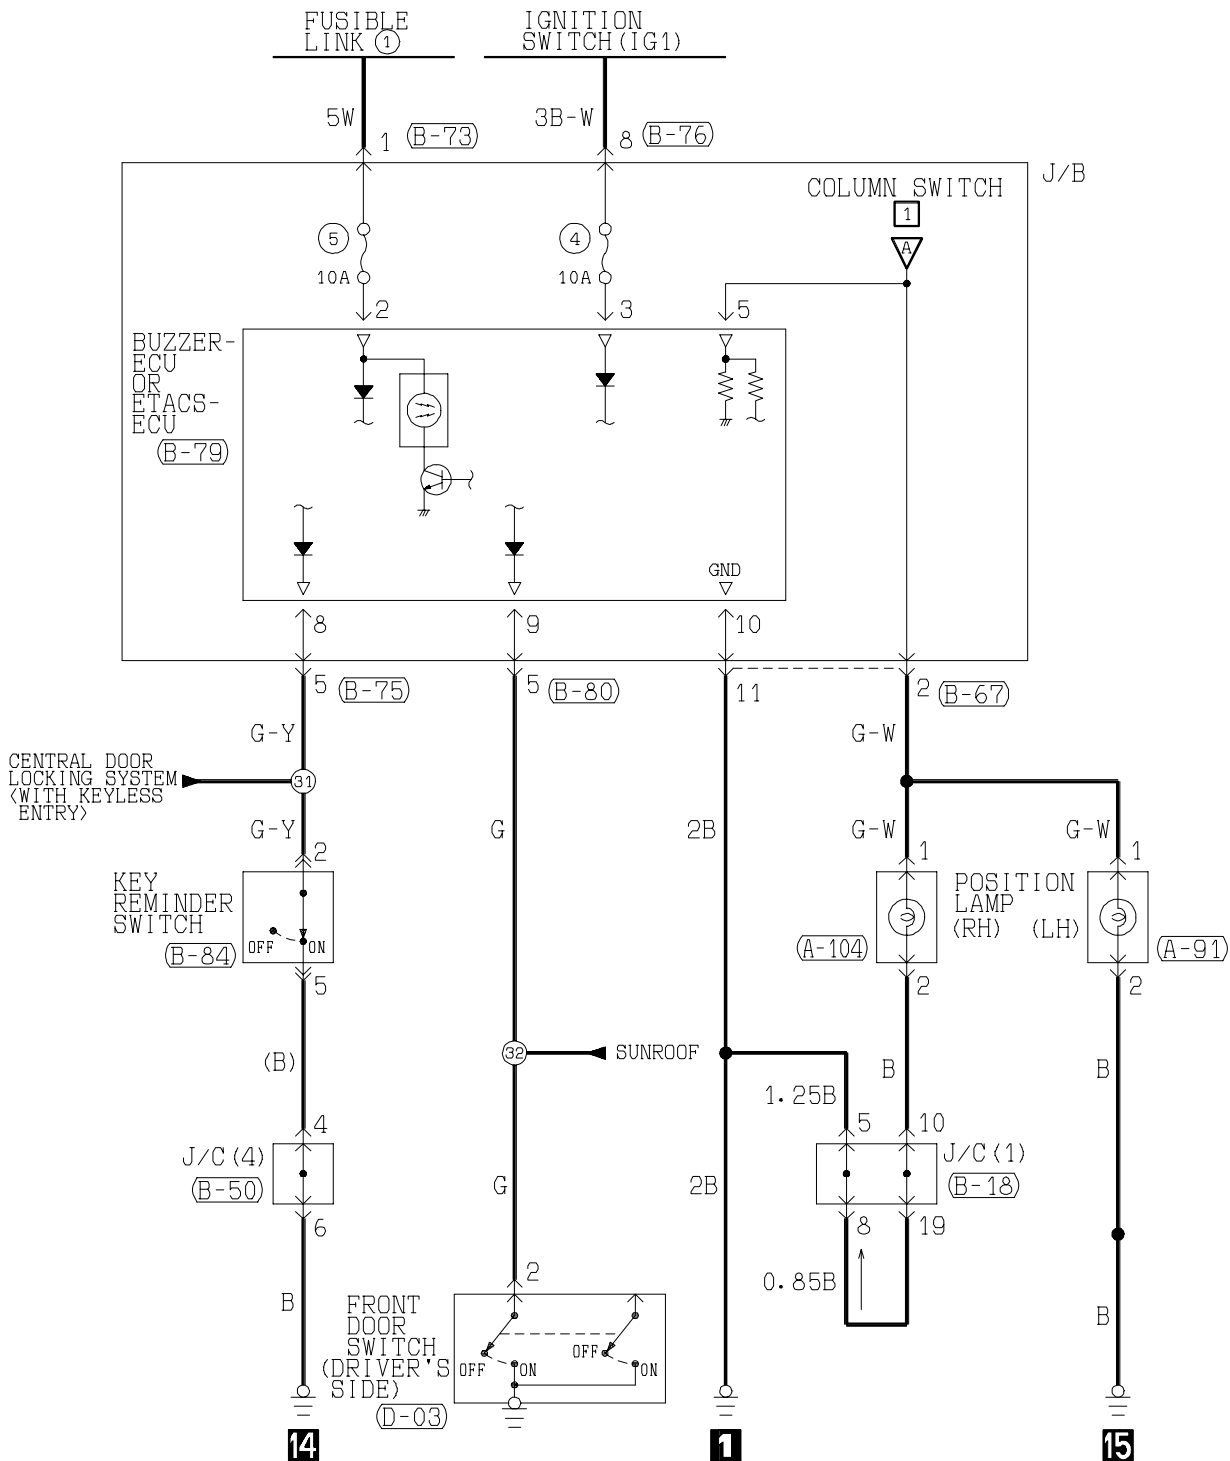 FUSIBLE
LINK ①
IGNITION
SWITCH(IG1)
5W
1
B-73
3B-W
8
B-76
J/B
COLUMN SWITCH
1
A
5
10A
4
10A
2
3
5
BUZZER-
ECU
OR
ETACS-
ECU
B-79
GND
8
9
10
5
B-75
5
B-80
11
2
B-67
G-Y
G-W
CENTRAL DOOR
LOCKING SYSTEM
〈WITH KEYLESS
ENTRY〉
31
G-Y
G
2B
G-W
G-W
2
1
1
KEY
REMINDER
SWITCH
B-84
OFF
ON
POSITION
LAMP
(RH)
(LH)
A-104
A-91
5
2
2
32
SUNROOF
(B)
B
B
1.25B
4
5
10
J/C(4)
B-50
J/C(1)
B-18
G
2B
6
8
19
0.85B
2
B
B
FRONT
DOOR
SWITCH
(DRIVER'S
SIDE)
D-03
OFF
ON
OFF
ON
14
1
15